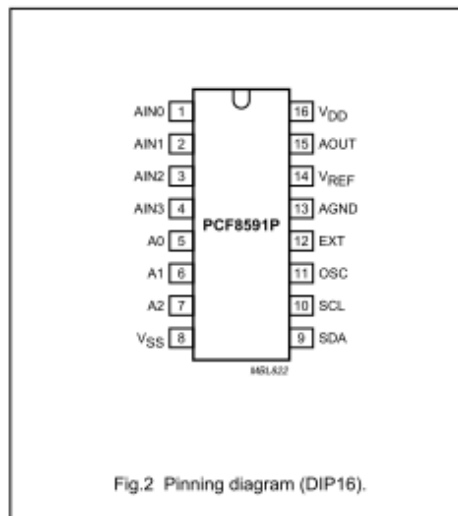 AIN0 1 16 VDD
AIN1 2 15 AOUT
AIN2 3 14 VREF
AIN3 4 13 AGND
PCF8591P
A0 5 12 EXT
A1 6 11 OSC
A2 7 10 SCL
VSS 8 9 SDA
MBL822
Fig.2 Pinning diagram (DIP16).